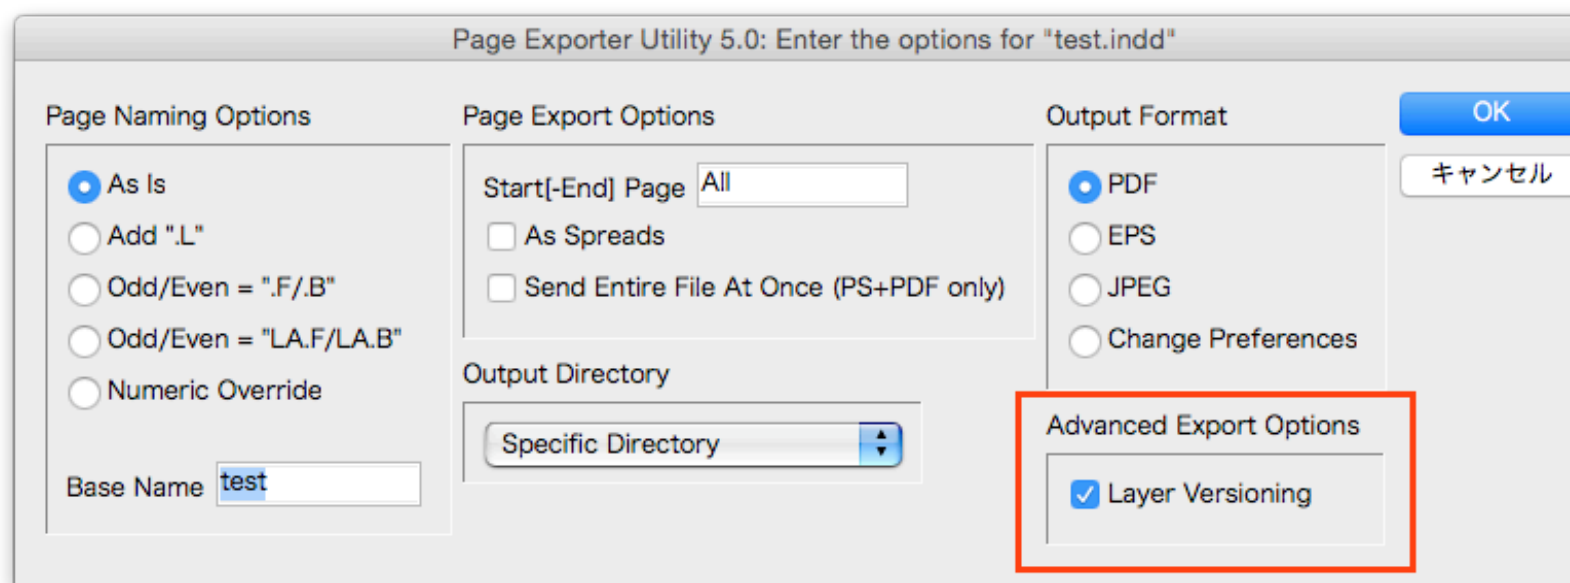 Page Exporter Utility 5.0: Enter the options for "test.indd"
Page Naming Options
As Is
Add ".L"
Odd/Even = ".F/.B"
Odd/Even = "LA.F/LA.B"
Numeric Override
Base Name test
Page Export Options
Start[-End] Page All
As Spreads
Send Entire File At Once (PS+PDF only)
Output Directory
Specific Directory
Output Format
PDF
EPS
JPEG
Change Preferences
Advanced Export Options
Layer Versioning
OK
キャンセル